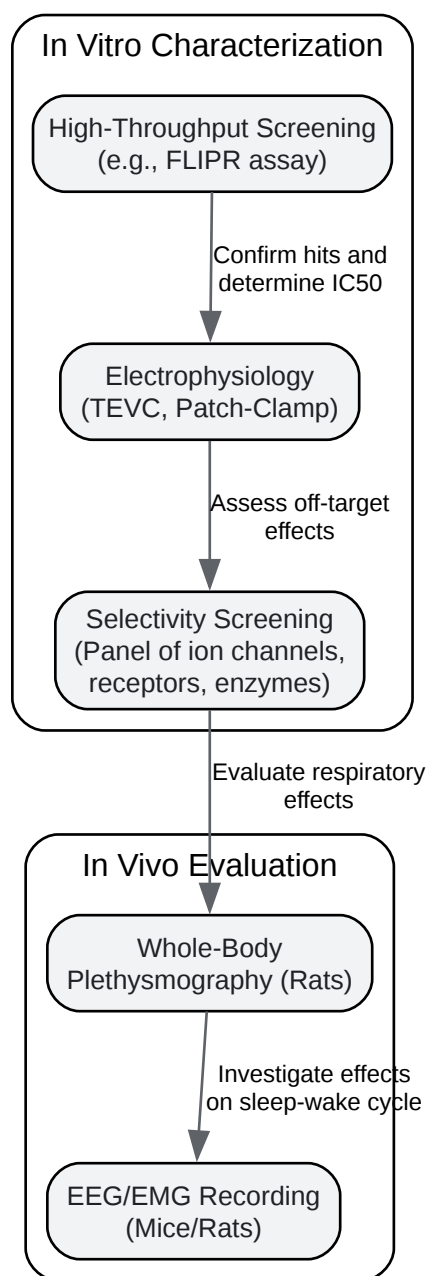 In Vitro Characterization
High-Throughput Screening
(e.g., FLIPR assay)
Confirm hits and
determine IC50
Electrophysiology
(TEVC, Patch-Clamp)
Assess off-target
effects
Selectivity Screening
(Panel of ion channels,
receptors, enzymes)
Evaluate respiratory
effects
In Vivo Evaluation
Whole-Body
Plethysmography (Rats)
Investigate effects
on sleep-wake cycle
EEG/EMG Recording
(Mice/Rats)